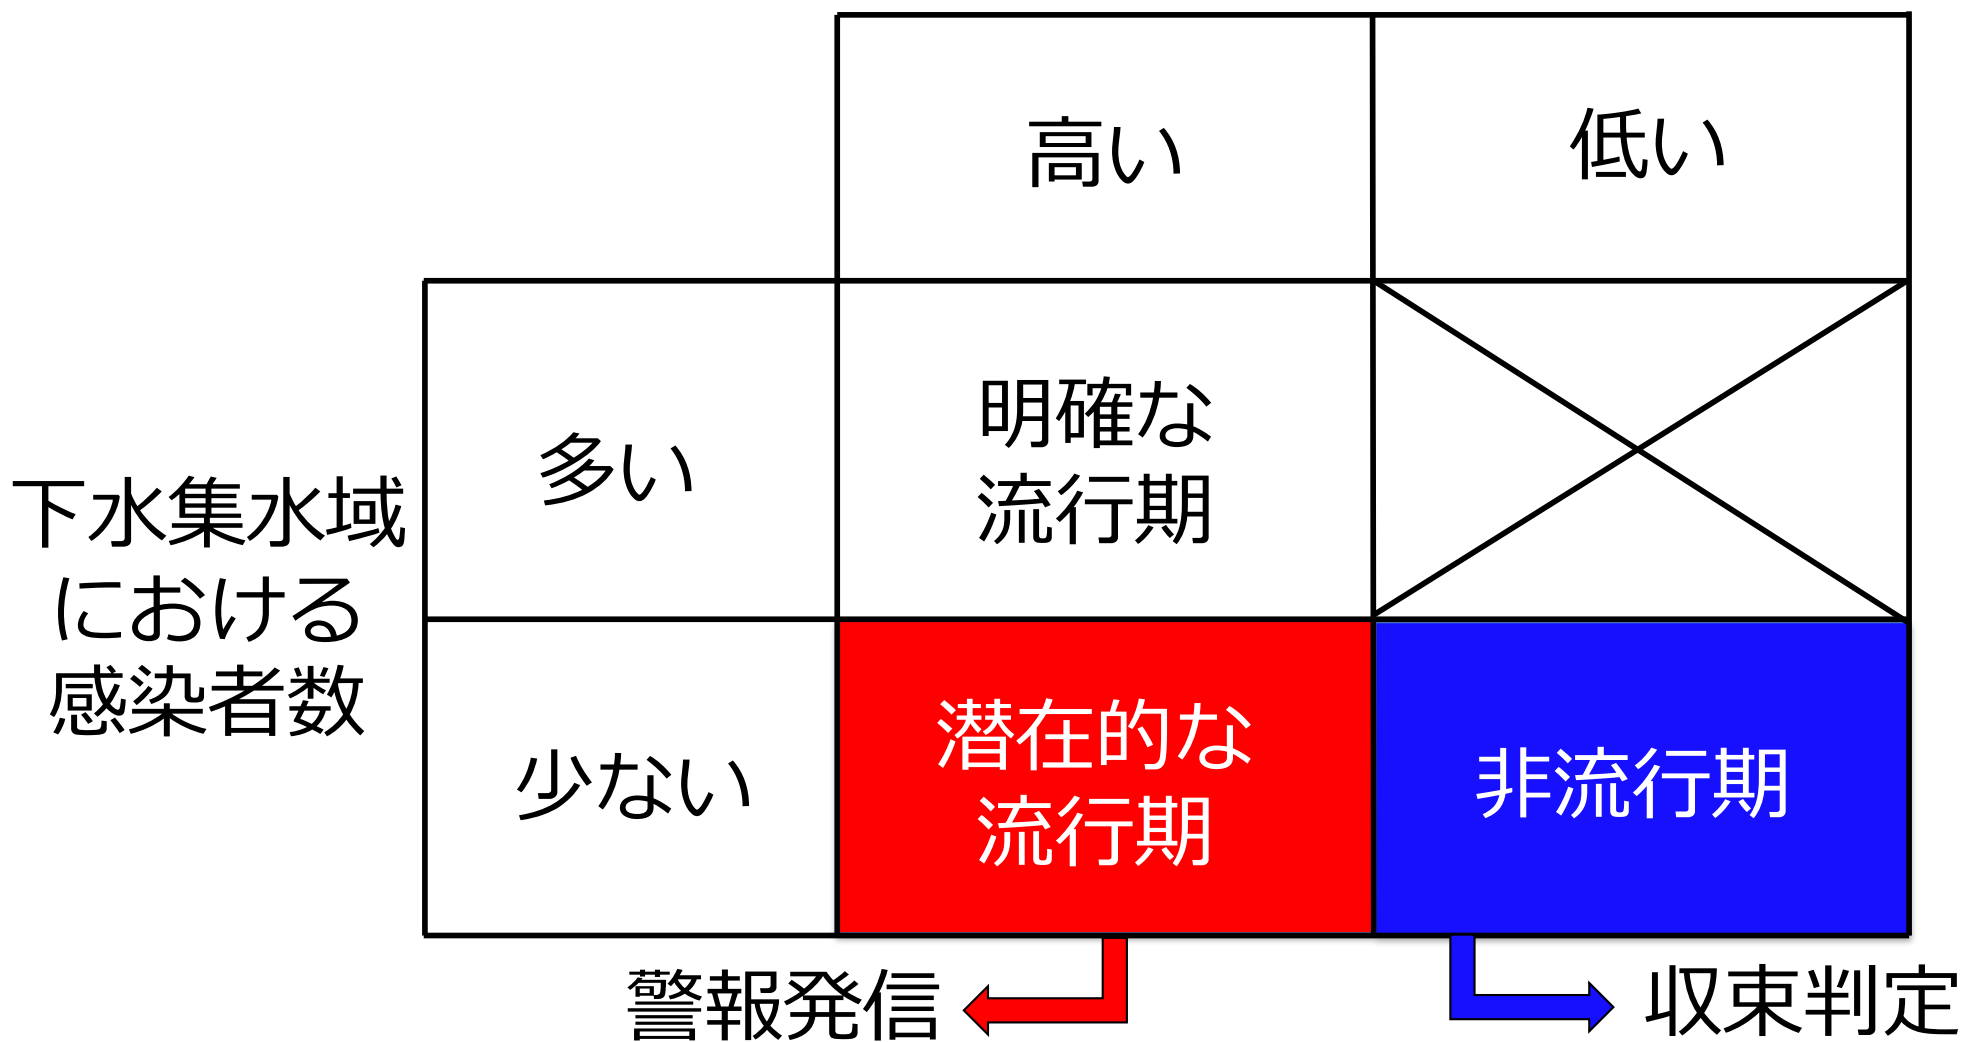 高い
低い
多い
明確な
流行期
下水集水域
における
感染者数
少ない
潜在的な
流行期
非流行期
警報発信
収束判定